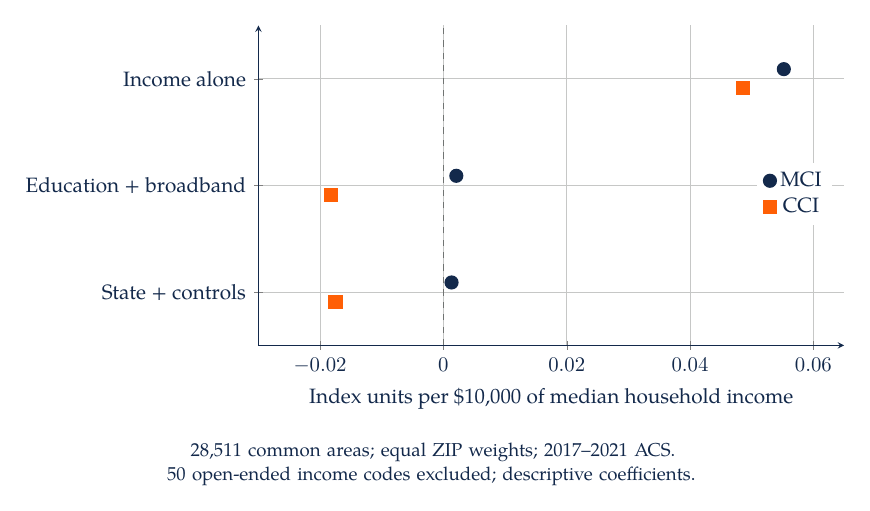 Income alone
Education + broadband
MCI
CCI
State + controls
−0.02 0 0.02 0.04 0.06
Index units per $10,000 of median household income
28,511 common areas; equal ZIP weights; 2017–2021 ACS.
50 open-ended income codes excluded; descriptive coefficients.